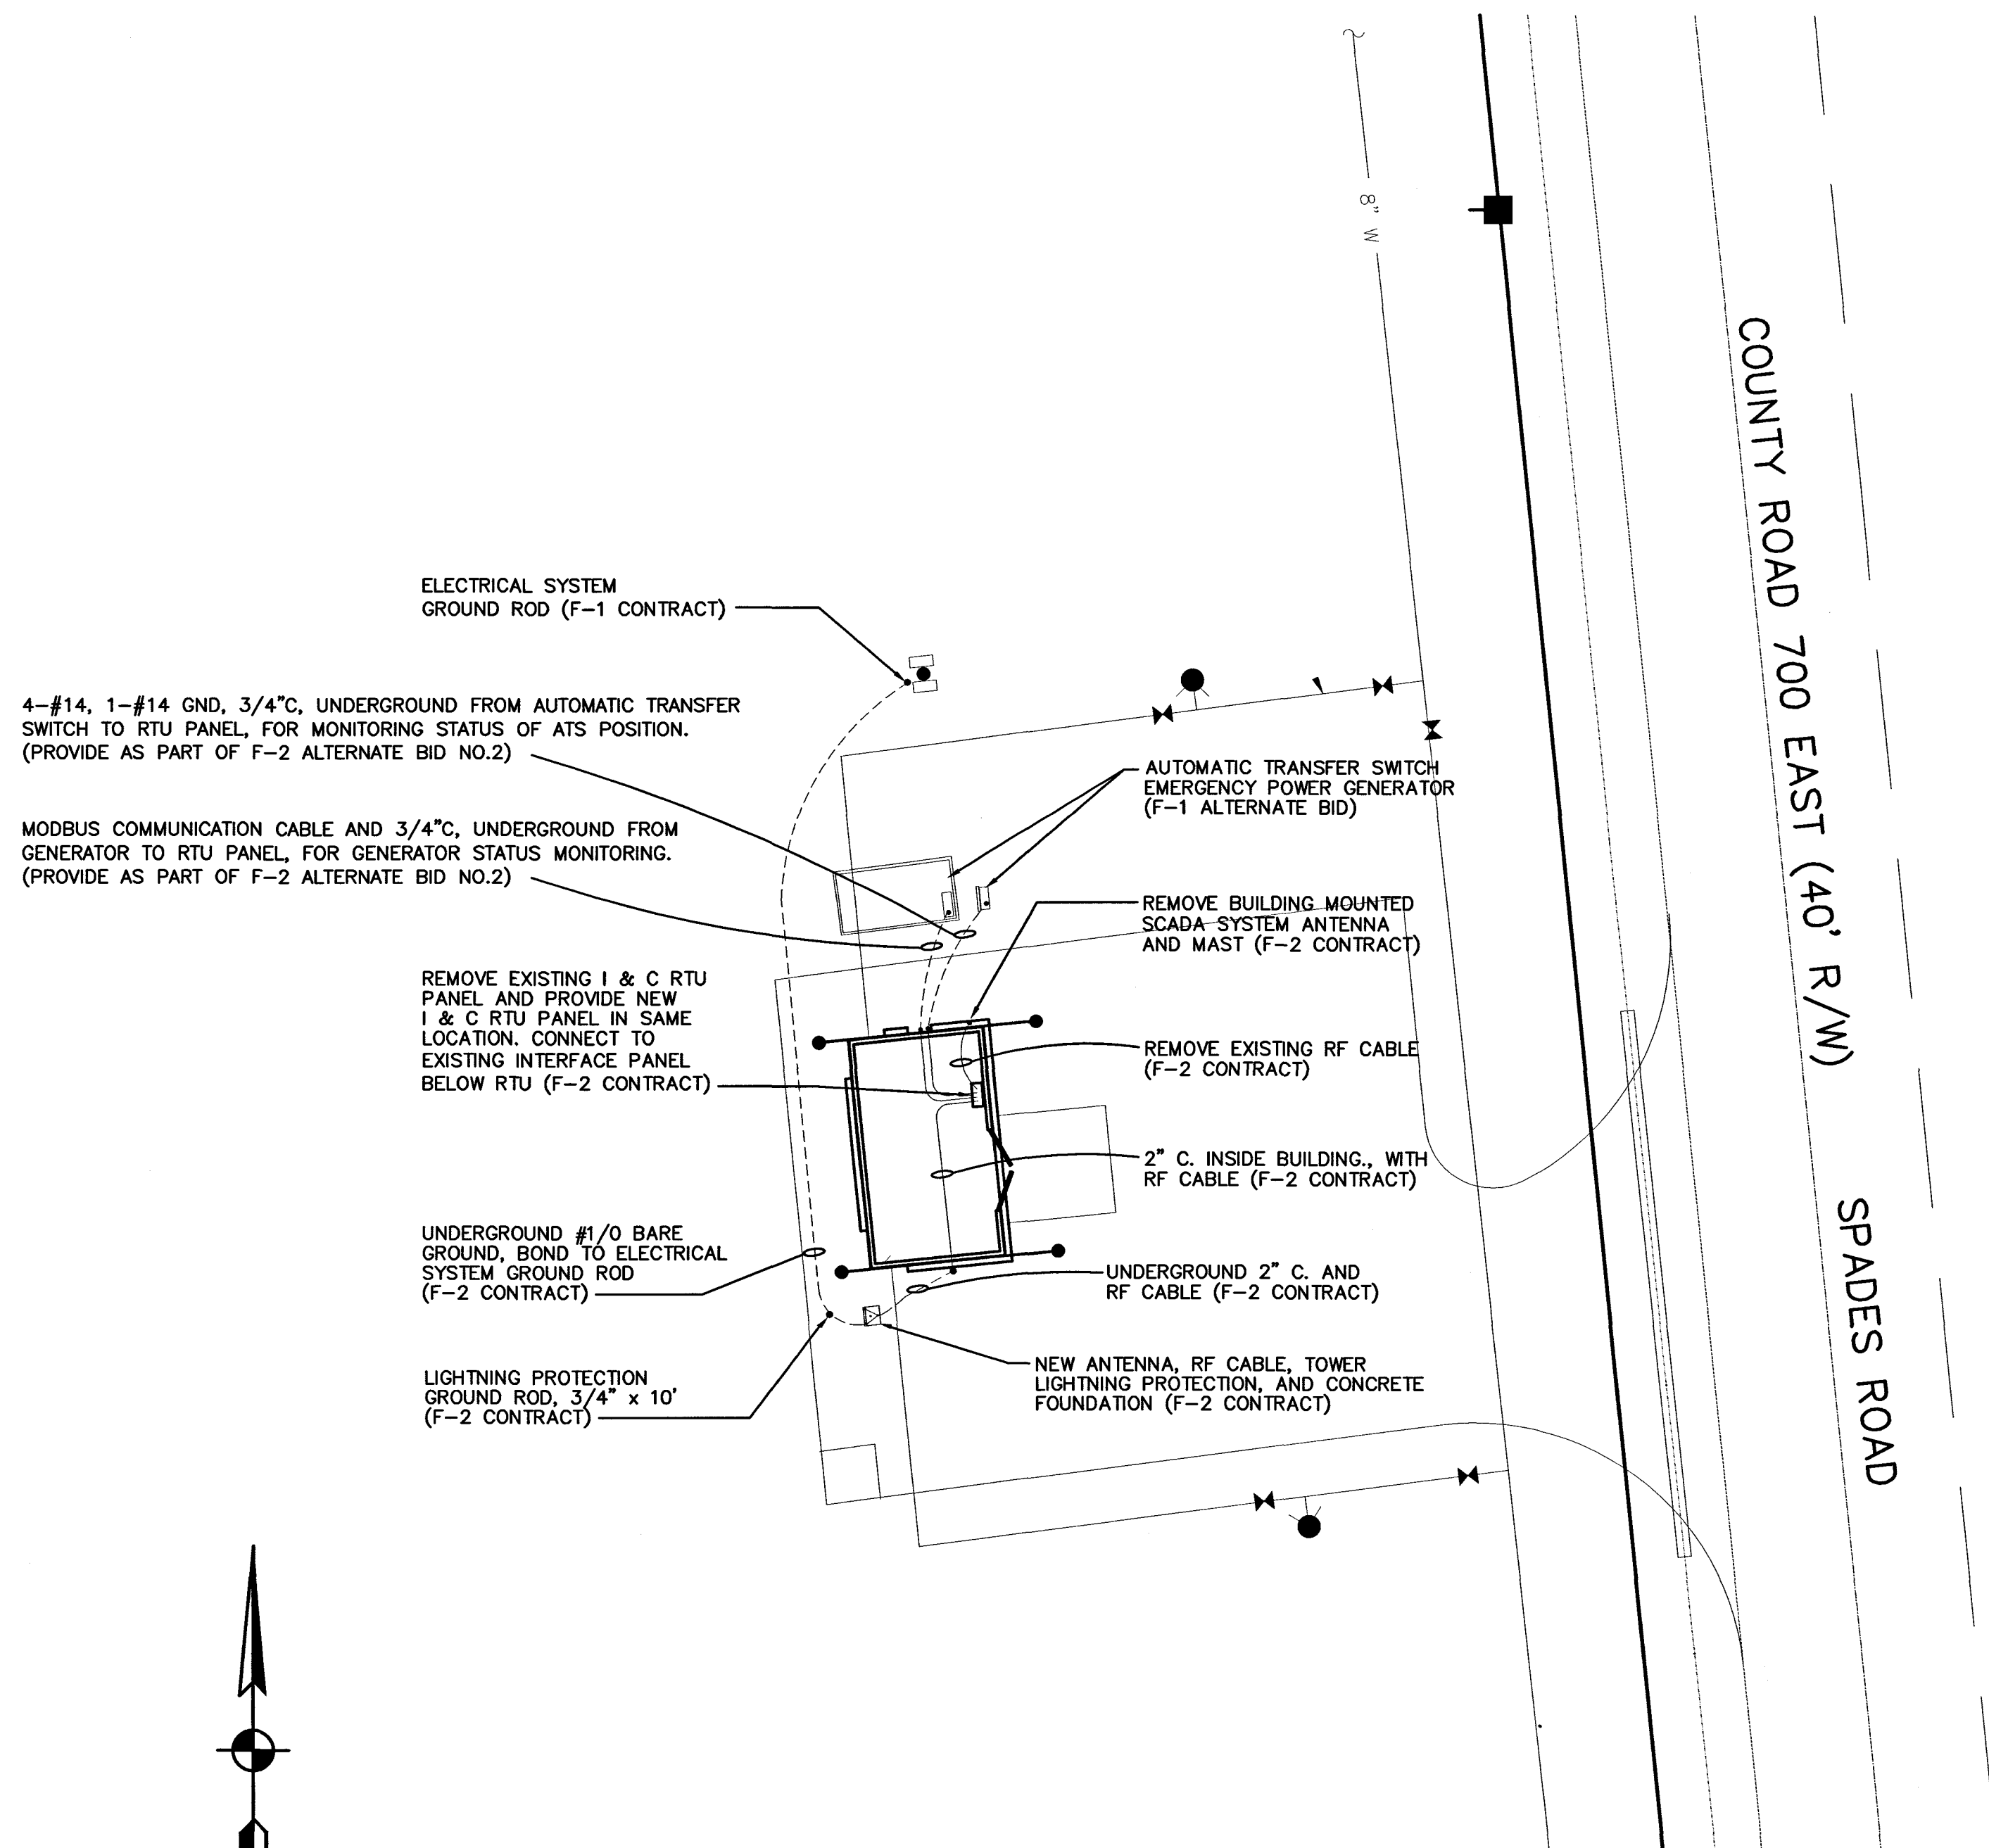 8" W
COUNTY ROAD 700 EAST (40' R/W)
SPADES ROAD
ELECTRICAL SYSTEM
GROUND ROD (F-1 CONTRACT)
4-#14, 1-#14 GND, 3/4"C, UNDERGROUND FROM AUTOMATIC TRANSFER
SWITCH TO RTU PANEL, FOR MONITORING STATUS OF ATS POSITION.
(PROVIDE AS PART OF F-2 ALTERNATE BID NO.2)
AUTOMATIC TRANSFER SWITCH
EMERGENCY POWER GENERATOR
(F-1 ALTERNATE BID)
MODBUS COMMUNICATION CABLE AND 3/4"C, UNDERGROUND FROM
GENERATOR TO RTU PANEL, FOR GENERATOR STATUS MONITORING.
(PROVIDE AS PART OF F-2 ALTERNATE BID NO.2)
REMOVE BUILDING MOUNTED
SCADA SYSTEM ANTENNA
AND MAST (F-2 CONTRACT)
REMOVE EXISTING I & C RTU
PANEL AND PROVIDE NEW
I & C RTU PANEL IN SAME
LOCATION. CONNECT TO
EXISTING INTERFACE PANEL
BELOW RTU (F-2 CONTRACT)
REMOVE EXISTING RF CABLE
(F-2 CONTRACT)
2" C. INSIDE BUILDING., WITH
RF CABLE (F-2 CONTRACT)
UNDERGROUND #1/0 BARE
GROUND, BOND TO ELECTRICAL
SYSTEM GROUND ROD
(F-2 CONTRACT)
UNDERGROUND 2" C. AND
RF CABLE (F-2 CONTRACT)
LIGHTNING PROTECTION
GROUND ROD, 3/4" x 10'
(F-2 CONTRACT)
NEW ANTENNA, RF CABLE, TOWER
LIGHTNING PROTECTION, AND CONCRETE
FOUNDATION (F-2 CONTRACT)